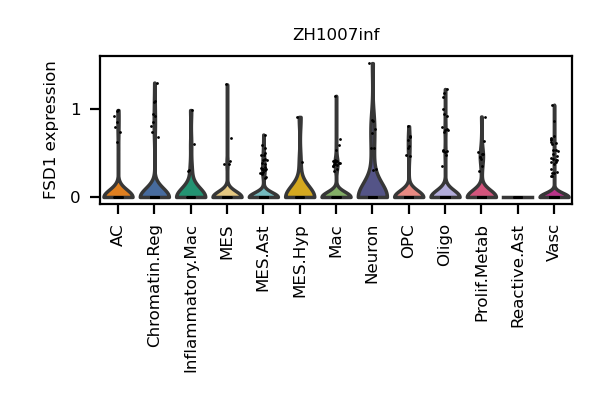 ZH1007inf
FSD1 expression
1
0
AC
Chromatin.Reg
Inflammatory.Mac
MES
MES.Ast
MES.Hyp
Mac
Neuron
OPC
Oligo
Prolif.Metab
Reactive.Ast
Vasc